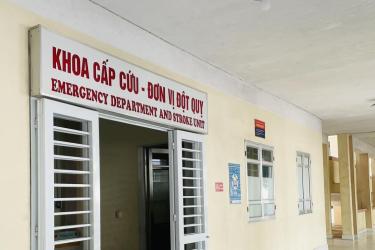 KHOA CẤP CỨU - ĐƠN VỊ ĐỘT QUỴ
EMERGENCY DEPARTMENT AND STROKE UNIT